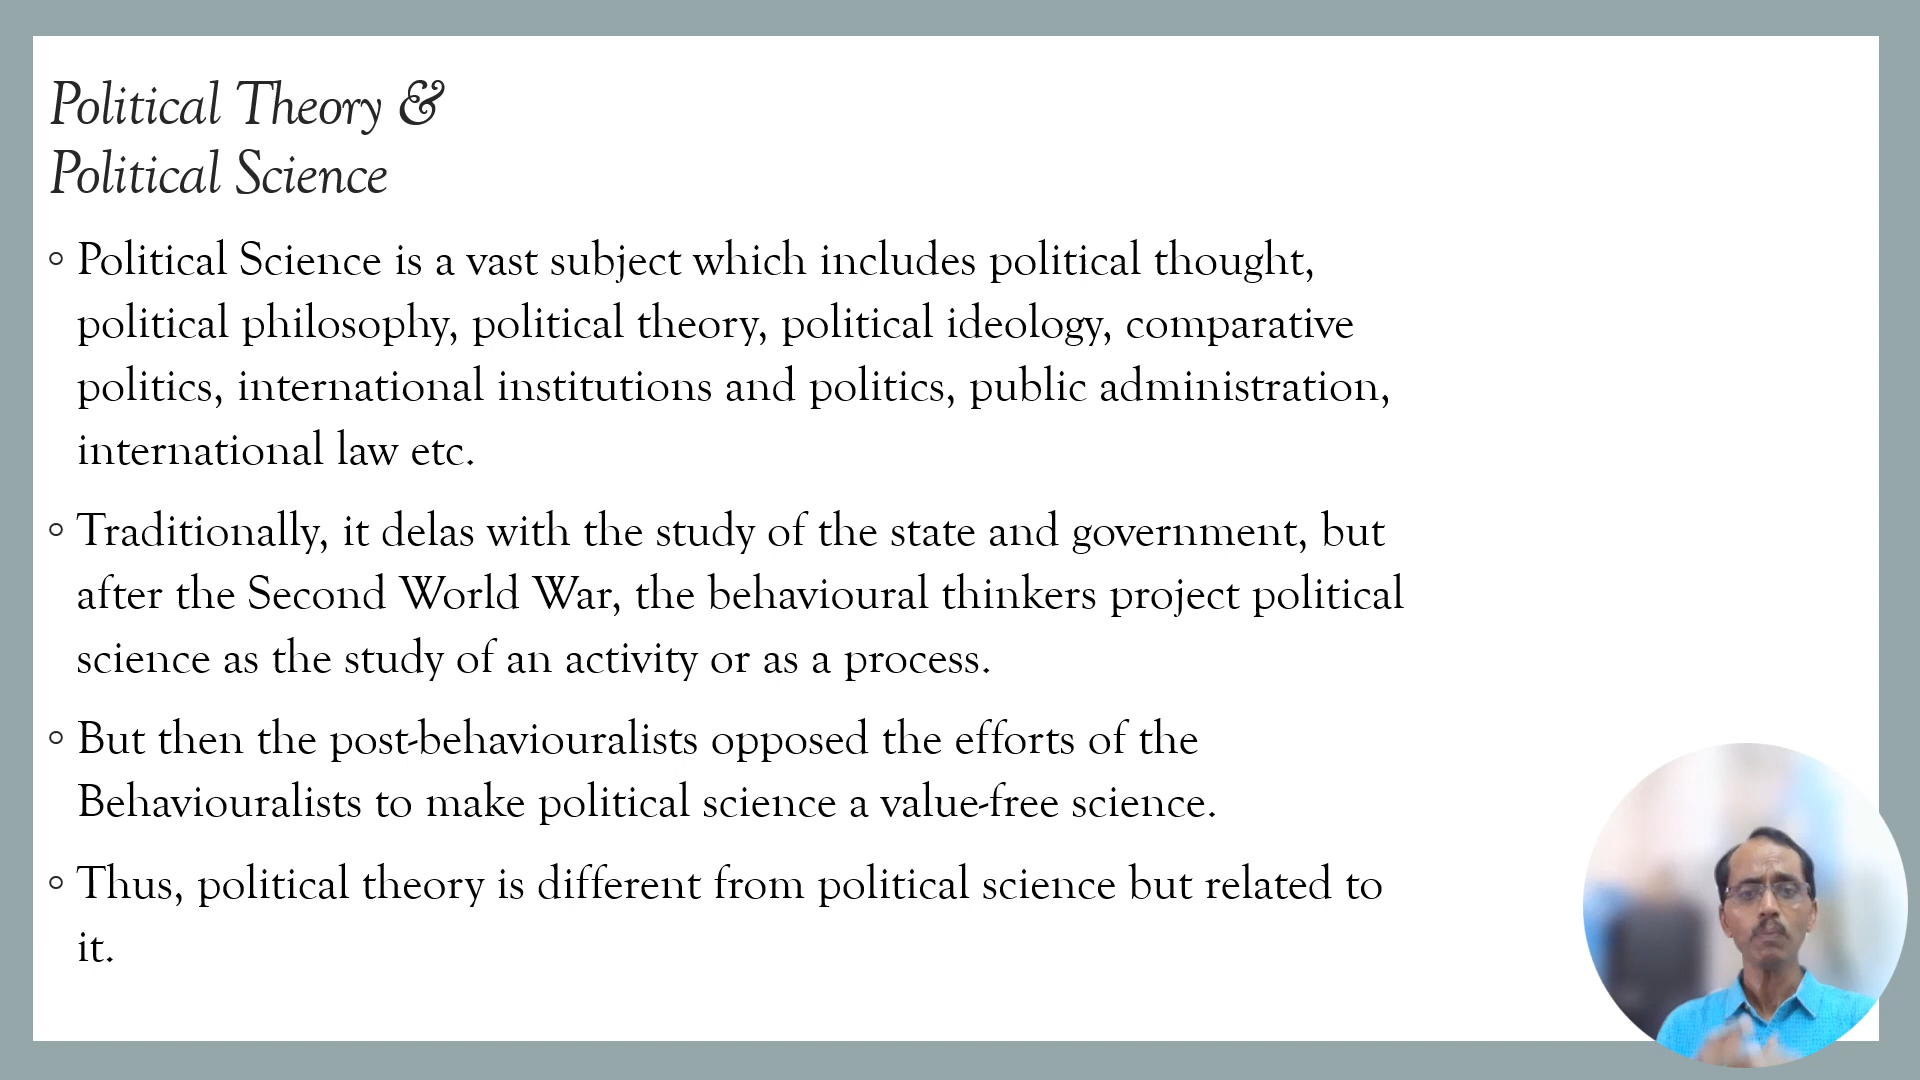 Political Theory &
Political Science
◦ Political Science is a vast subject which includes political thought,
political philosophy, political theory, political ideology, comparative
politics, international institutions and politics, public administration,
international law etc.
◦ Traditionally, it delas with the study of the state and government, but
after the Second World War, the behavioural thinkers project political
science as the study of an activity or as a process.
◦ But then the post-behaviouralists opposed the efforts of the
Behaviouralists to make political science a value-free science.
◦ Thus, political theory is different from political science but related to
it.